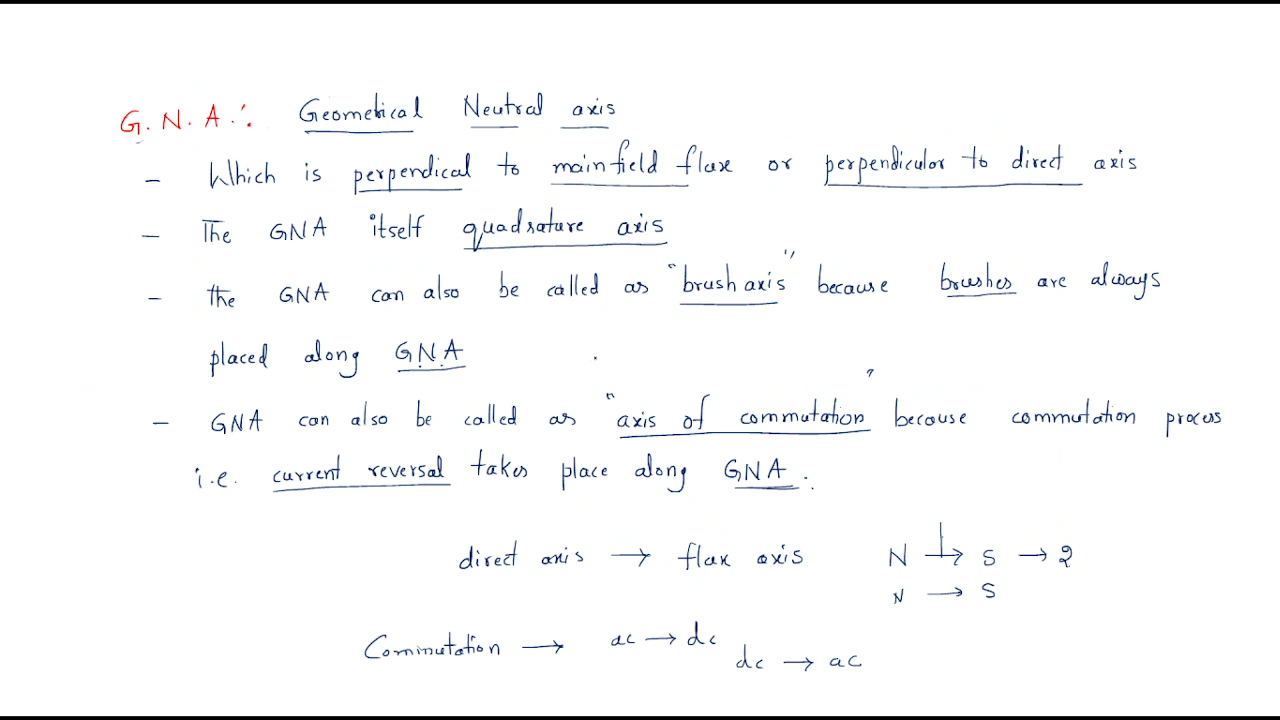 G.N.A.: Geometrical Neutral axis
- Which is perpendical to main field flux or perpendicular to direct axis
- The GNA itself quadrature axis
- the GNA can also be called as "brush axis" because brushes are always
placed along G.N.A
- GNA can also be called as "axis of commutation" because commutation process
i.e. current reversal takes place along GNA.
direct axis → flux axis N → S → 2
N → S
Commutation → ac → dc
dc → ac